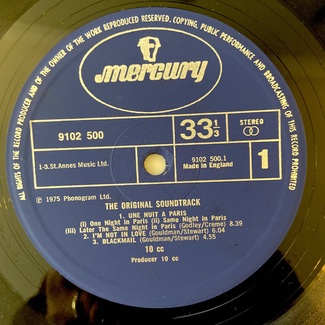 ALL RIGHTS OF THE RECORD PRODUCER AND OF THE OWNER OF THE WORK REPRODUCED RESERVED. COPYING, PUBLIC PERFORMANCE AND BROADCASTING OF THIS RECORD PROHIBITED
mercury
9102 500
33 1/3
STEREO
1-3.St.Annes Music Ltd.
9102 500.1
Made in England
1
℗ 1975 Phonogram Ltd.
THE ORIGINAL SOUNDTRACK
1. UNE NUIT A PARIS
(i) One Night in Paris (ii) Same Night in Paris
(iii) Later The Same Night in Paris (Godley/Creme) 8.39
2. I'M NOT IN LOVE (Gouldman/Stewart) 6.04
3. BLACKMAIL (Gouldman/Stewart) 4.55
10 cc
Producer 10 cc